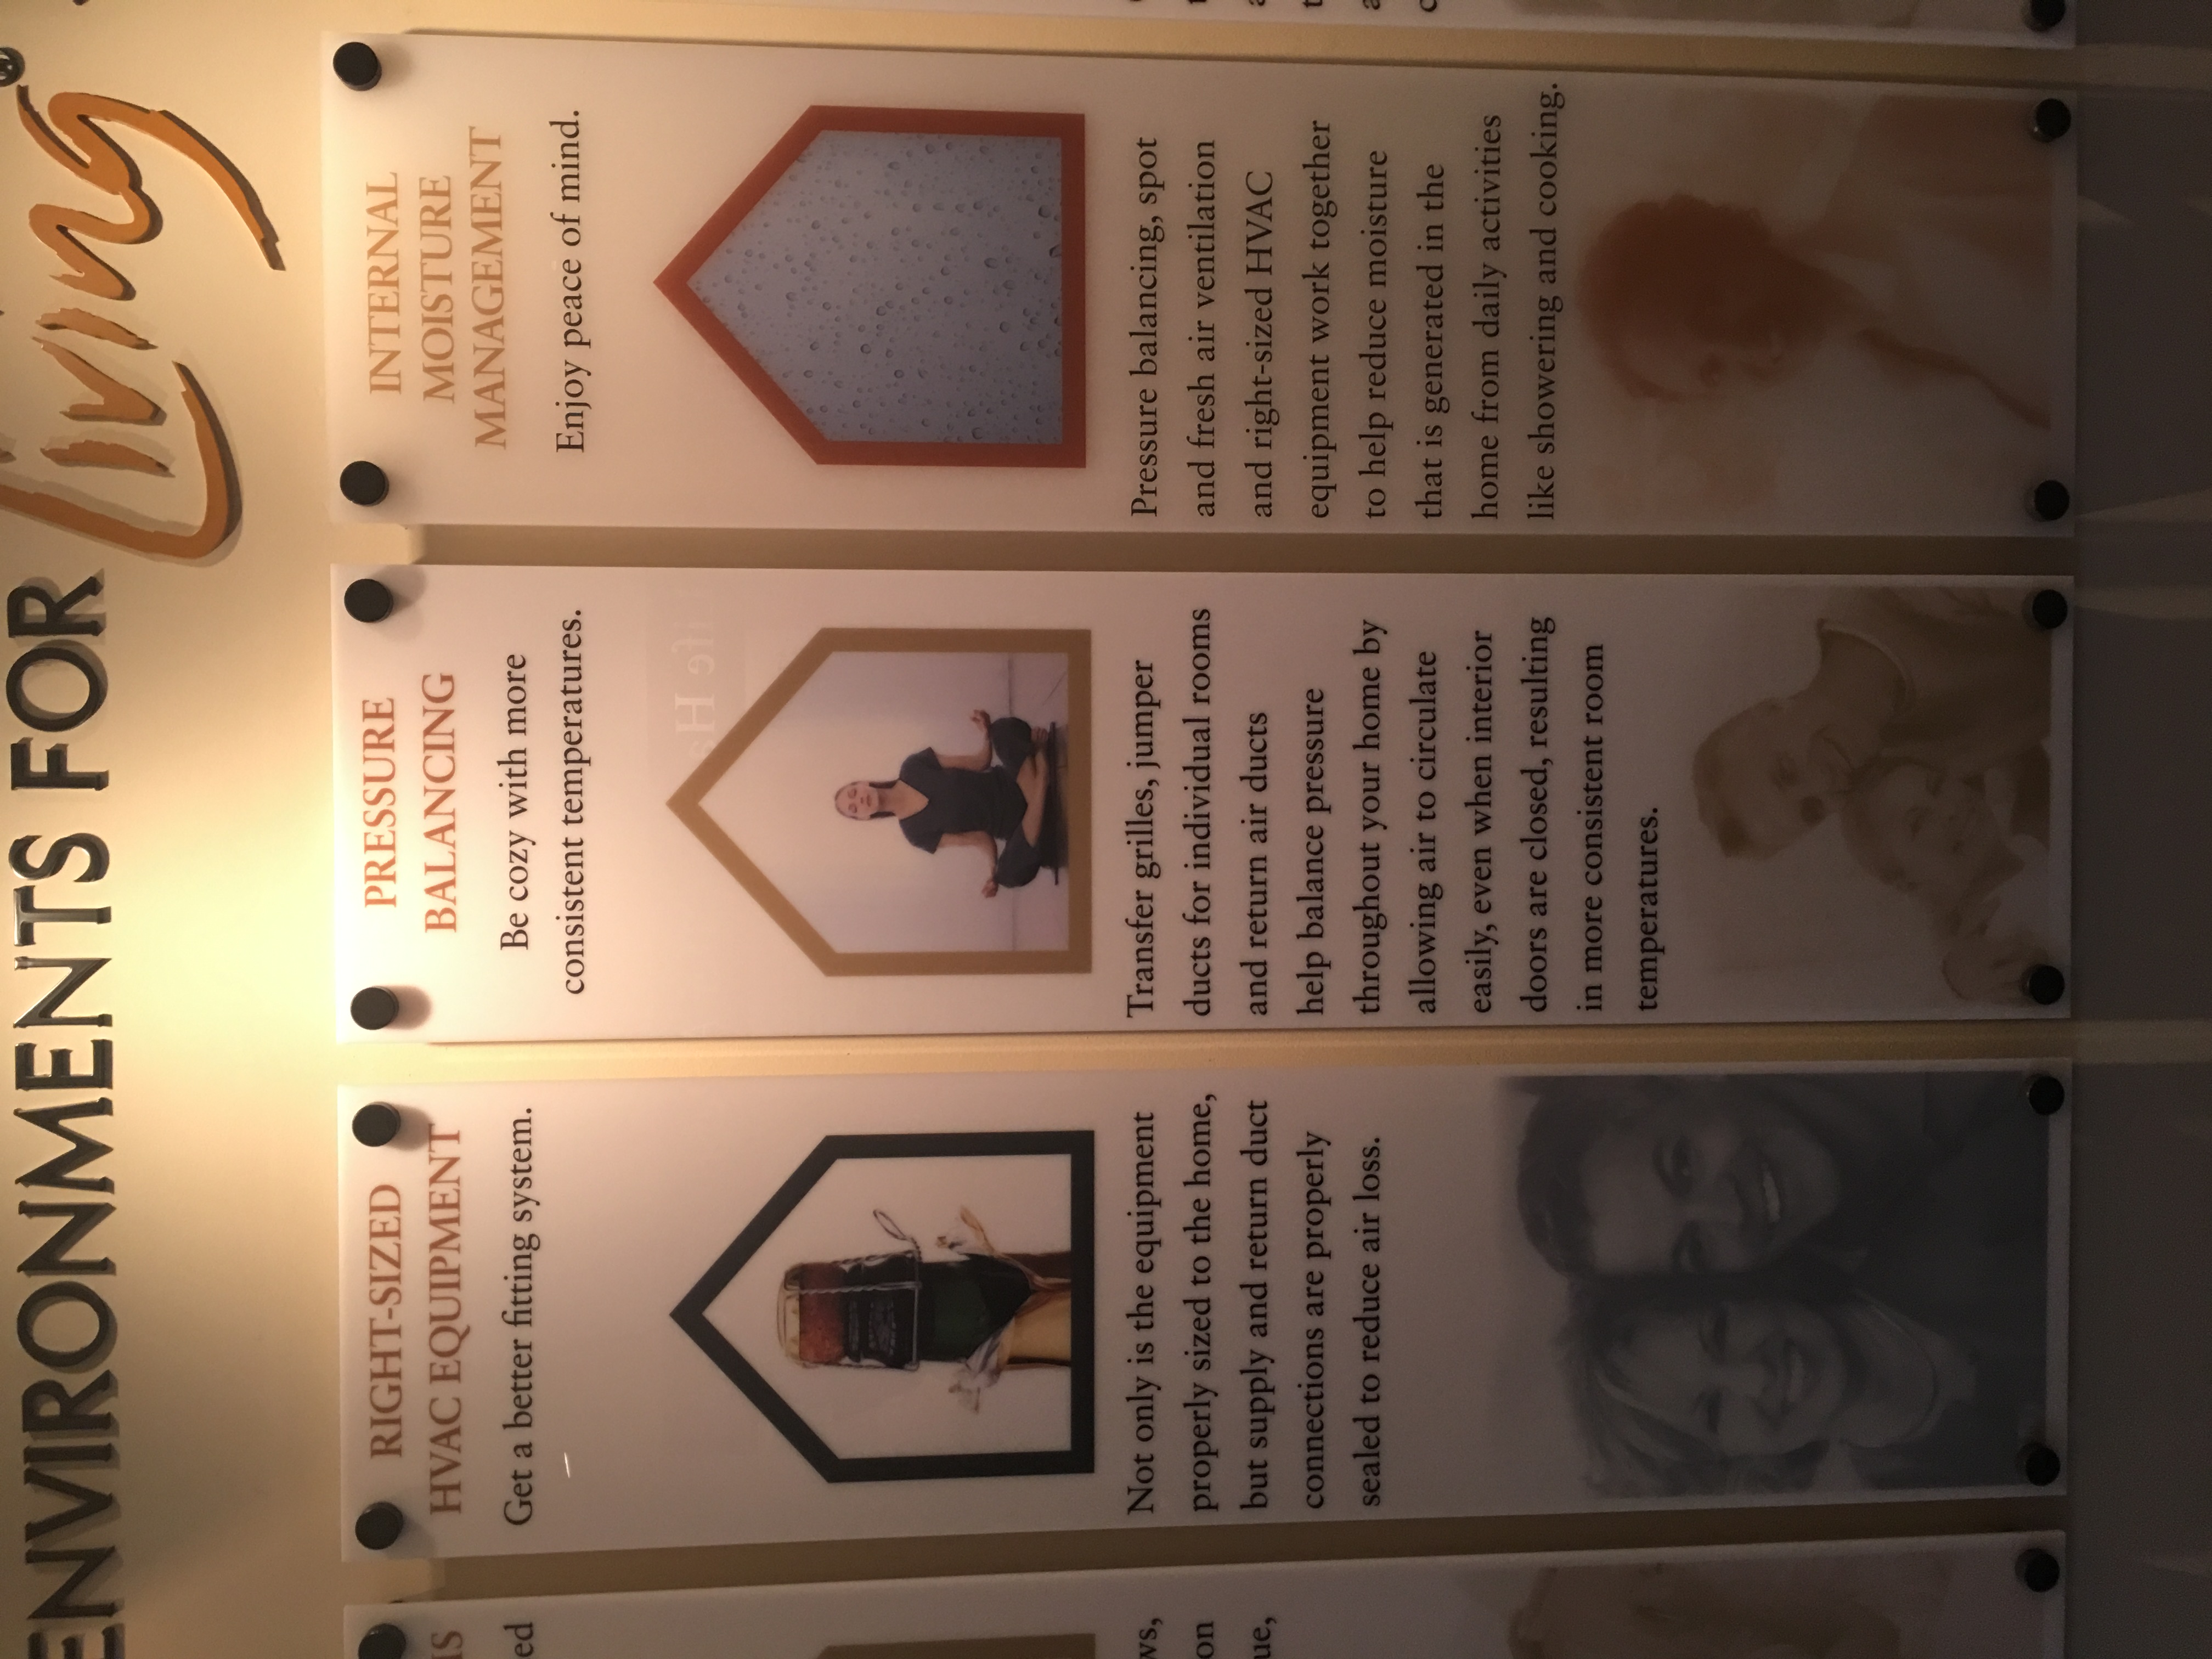 ENVIRONMENTS FOR Living®
IS
ed
ws,
on
ue,
RIGHT-SIZED
HVAC EQUIPMENT
Get a better fitting system.
Not only is the equipment
properly sized to the home,
but supply and return duct
connections are properly
sealed to reduce air loss.
PRESSURE
BALANCING
Be cozy with more
consistent temperatures.
Transfer grilles, jumper
ducts for individual rooms
and return air ducts
help balance pressure
throughout your home by
allowing air to circulate
easily, even when interior
doors are closed, resulting
in more consistent room
temperatures.
INTERNAL
MOISTURE
MANAGEMENT
Enjoy peace of mind.
Pressure balancing, spot
and fresh air ventilation
and right-sized HVAC
equipment work together
to help reduce moisture
that is generated in the
home from daily activities
like showering and cooking.